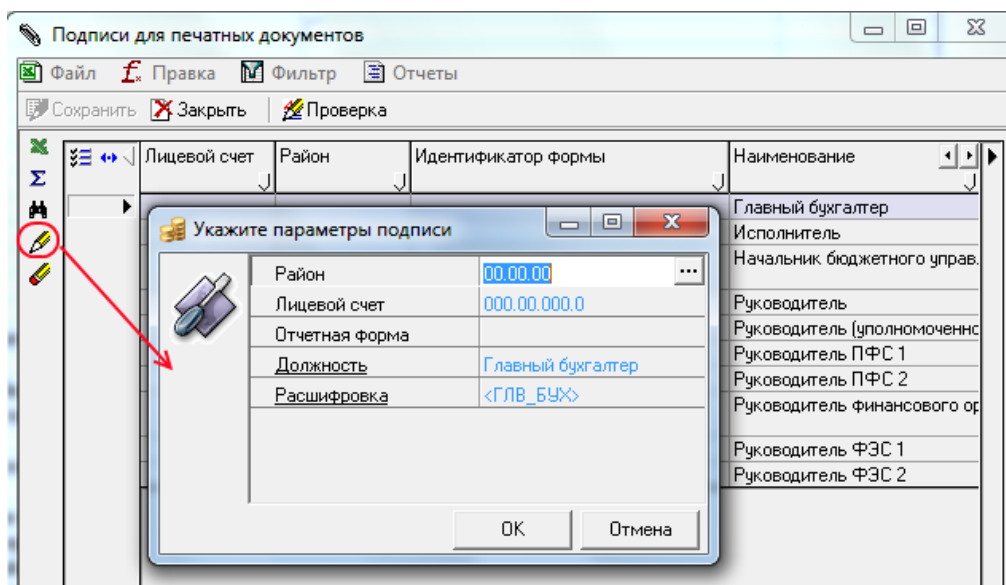 Подписи для печатных документов
Файл Правка Фильтр Отчеты
Сохранить Закрыть Проверка
Лицевой счет Район Идентификатор формы Наименование
Главный бухгалтер
Исполнитель
Начальник бюджетного управ.
Руководитель
Руководитель (уполномоченнс
Руководитель ПФС 1
Руководитель ПФС 2
Руководитель финансового ор
Руководитель ФЭС 1
Руководитель ФЭС 2
Укажите параметры подписи
Район 00.00.00 ...
Лицевой счет 000.00.000.0
Отчетная форма
Должность Главный бухгалтер
Расшифровка <ГЛВ_БУХ>
OK Отмена